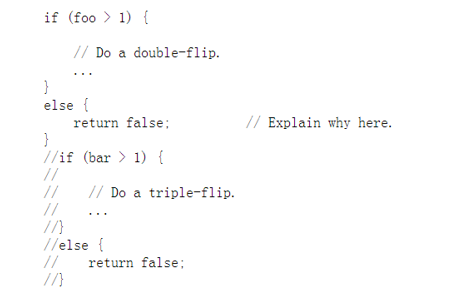 if (foo > 1) {
    // Do a double-flip.
    ...
}
else {
    return false;          // Explain why here.
}
//if (bar > 1) {
//
//    // Do a triple-flip.
//    ...
//}
//else {
//    return false;
//}